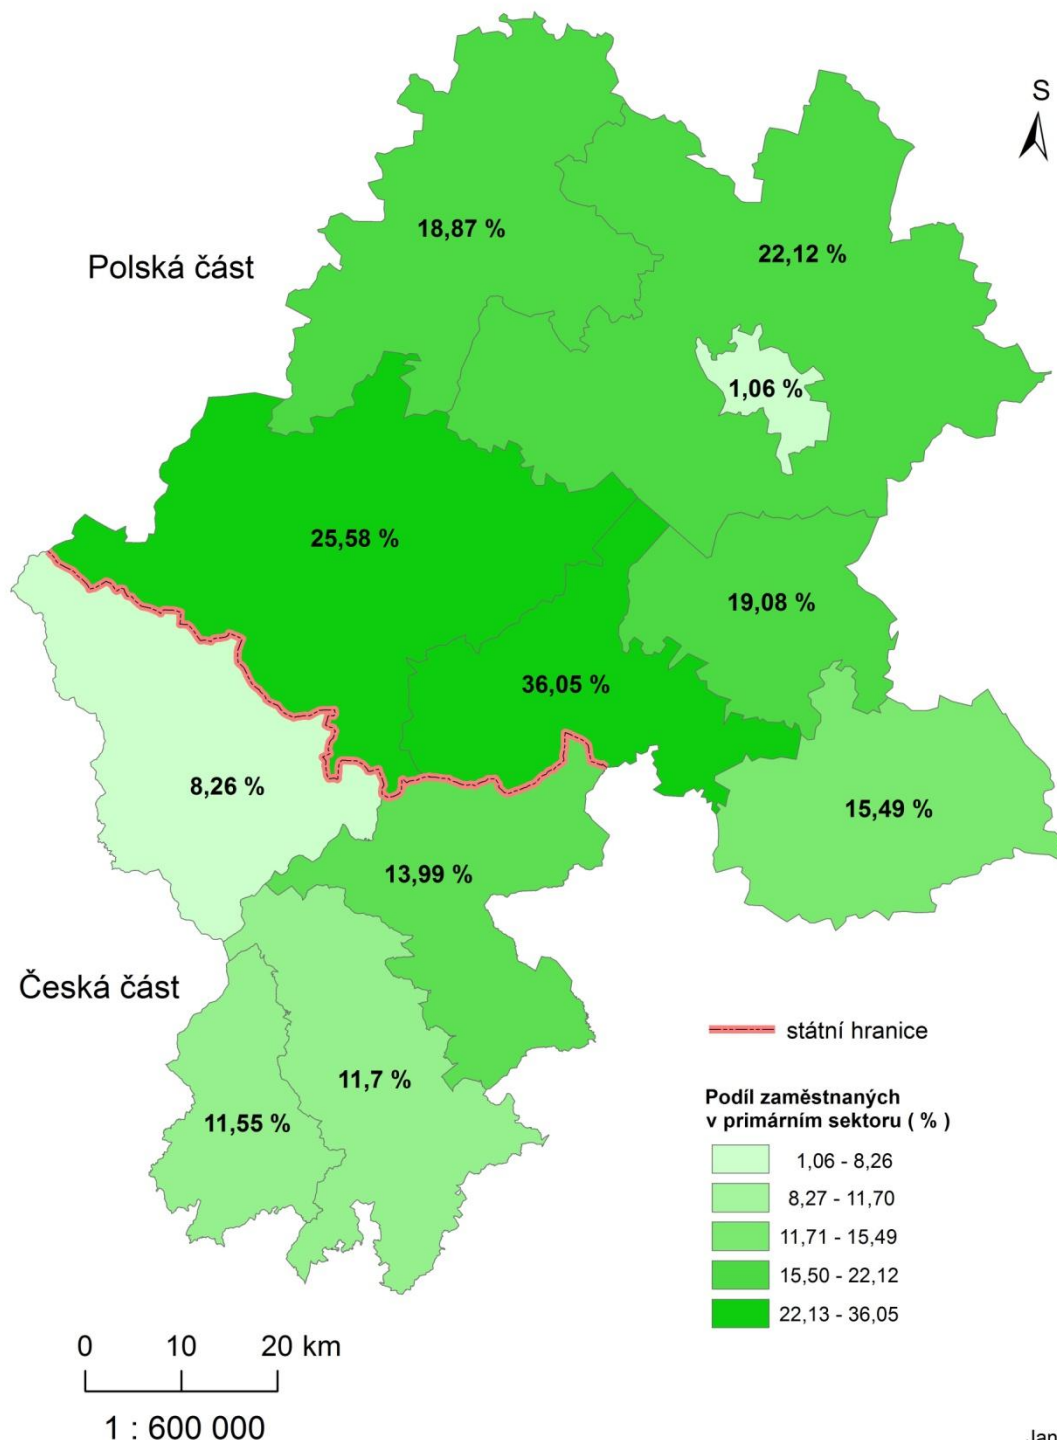 S
18,87 %
22,12 %
Polská část
1,06 %
25,58 %
19,08 %
36,05 %
8,26 %
15,49 %
13,99 %
Česká část
11,7 %
11,55 %
státní hranice
Podíl zaměstnaných
v primárním sektoru ( % )
1,06 - 8,26
8,27 - 11,70
11,71 - 15,49
15,50 - 22,12
22,13 - 36,05
0 10 20 km
1 : 600 000
Jan